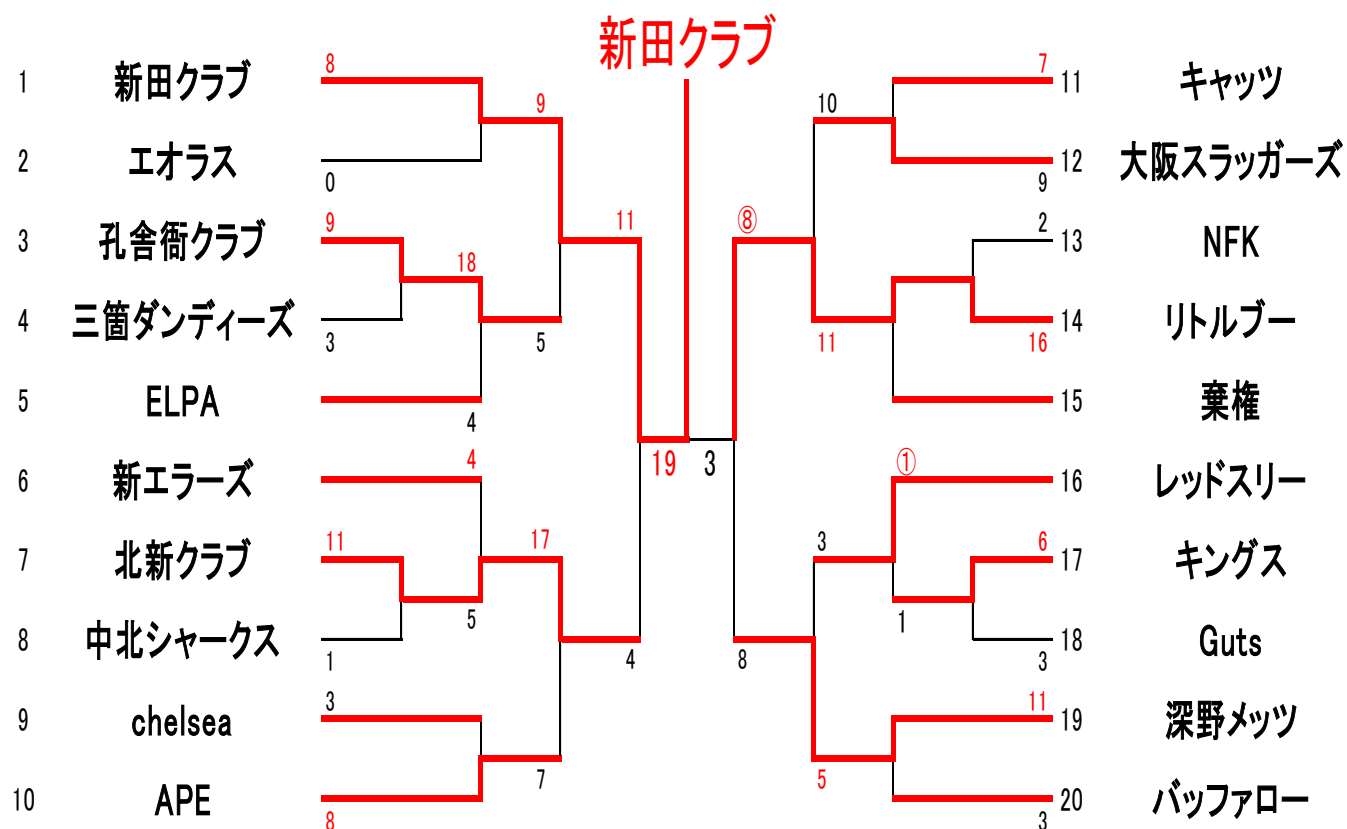 新田クラブ
1 新田クラブ 8
2 エオラス 0
3 孔舎衙クラブ 9
4 三箇ダンディーズ 3
5 ELPA
6 新エラーズ
7 北新クラブ 11
8 中北シャークス 1
9 chelsea 3
10 APE 8
9
18
5
4
4
17
5
7
11
4
19 3
⑧
8
10
11
①
3
1
5
7 11 キャッツ
12 大阪スラッガーズ 9
2 13 NFK
14 リトルブー 16
15 棄権
16 レッドスリー
6 17 キングス
18 Guts 3
11 19 深野メッツ
20 バッファロー 3